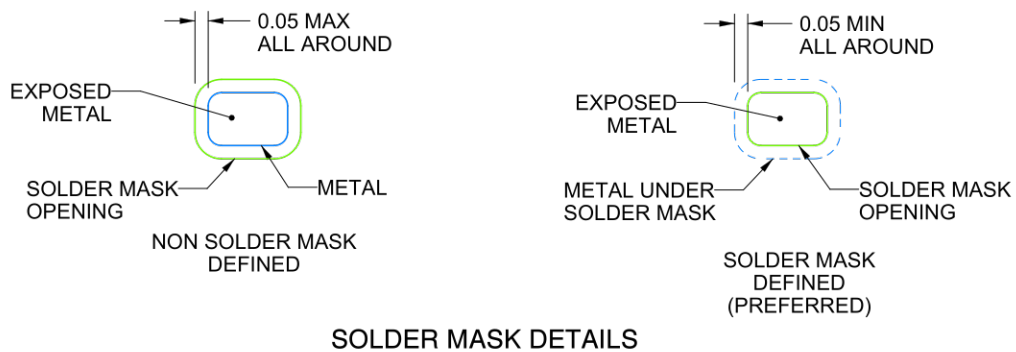 0.05 MAX
ALL AROUND
EXPOSED
METAL
SOLDER MASK
OPENING
METAL
NON SOLDER MASK
DEFINED
0.05 MIN
ALL AROUND
EXPOSED
METAL
METAL UNDER
SOLDER MASK
SOLDER MASK
OPENING
SOLDER MASK
DEFINED
(PREFERRED)
SOLDER MASK DETAILS